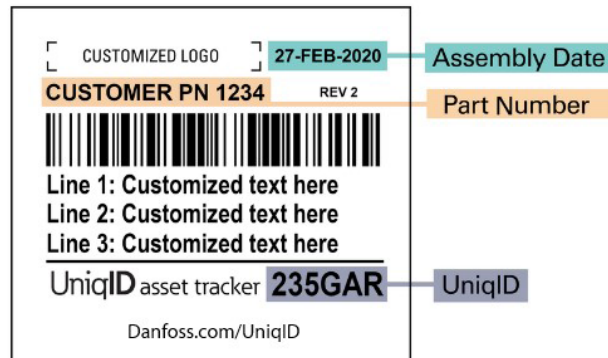 CUSTOMIZED LOGO 27-FEB-2020 Assembly Date
CUSTOMER PN 1234 REV 2 Part Number
Line 1: Customized text here
Line 2: Customized text here
Line 3: Customized text here
UniqID asset tracker 235GAR UniqID
Danfoss.com/UniqID